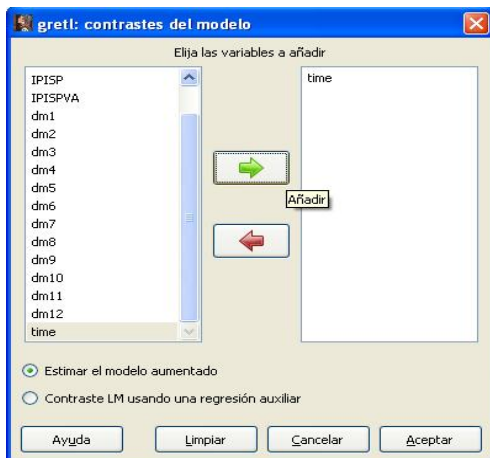 gretl: contrastes del modelo
Elija las variables a añadir
IPISP
IPISPVA
dm1
dm2
dm3
dm4
dm5
dm6
dm7
dm8
dm9
dm10
dm11
dm12
time
time
Añadir
Estimar el modelo aumentado
Contraste LM usando una regresión auxiliar
Ayuda
Limpiar
Cancelar
Aceptar